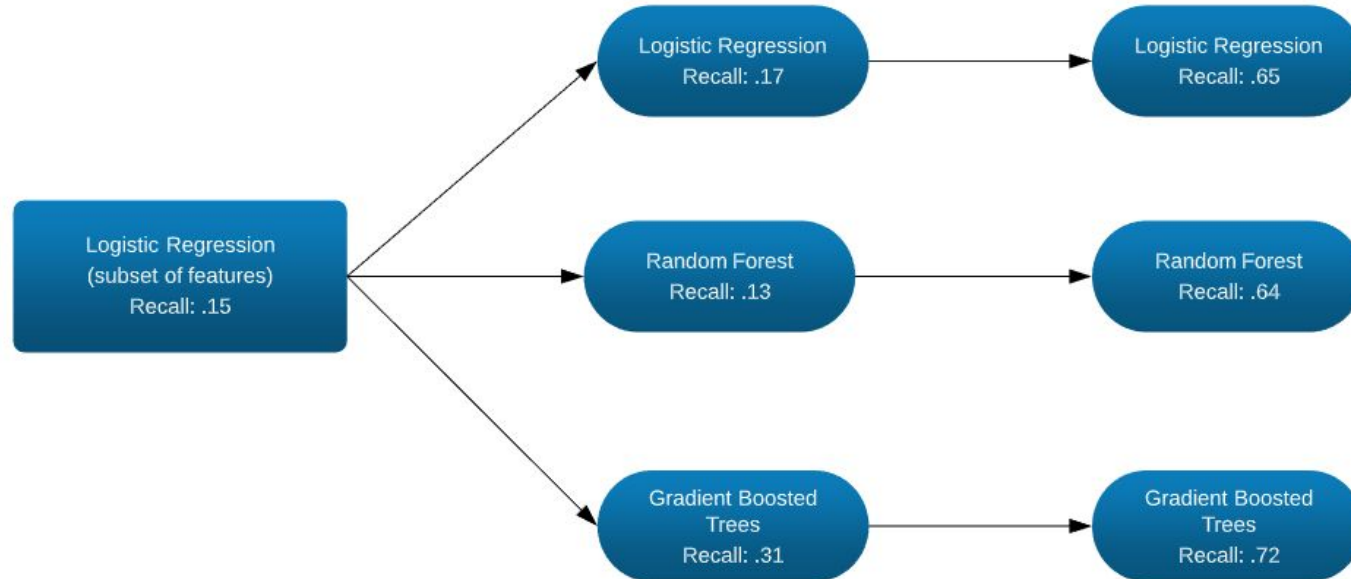 Logistic Regression
(subset of features)
Recall: .15
Logistic Regression
Recall: .17
Logistic Regression
Recall: .65
Random Forest
Recall: .13
Random Forest
Recall: .64
Gradient Boosted
Trees
Recall: .31
Gradient Boosted
Trees
Recall: .72